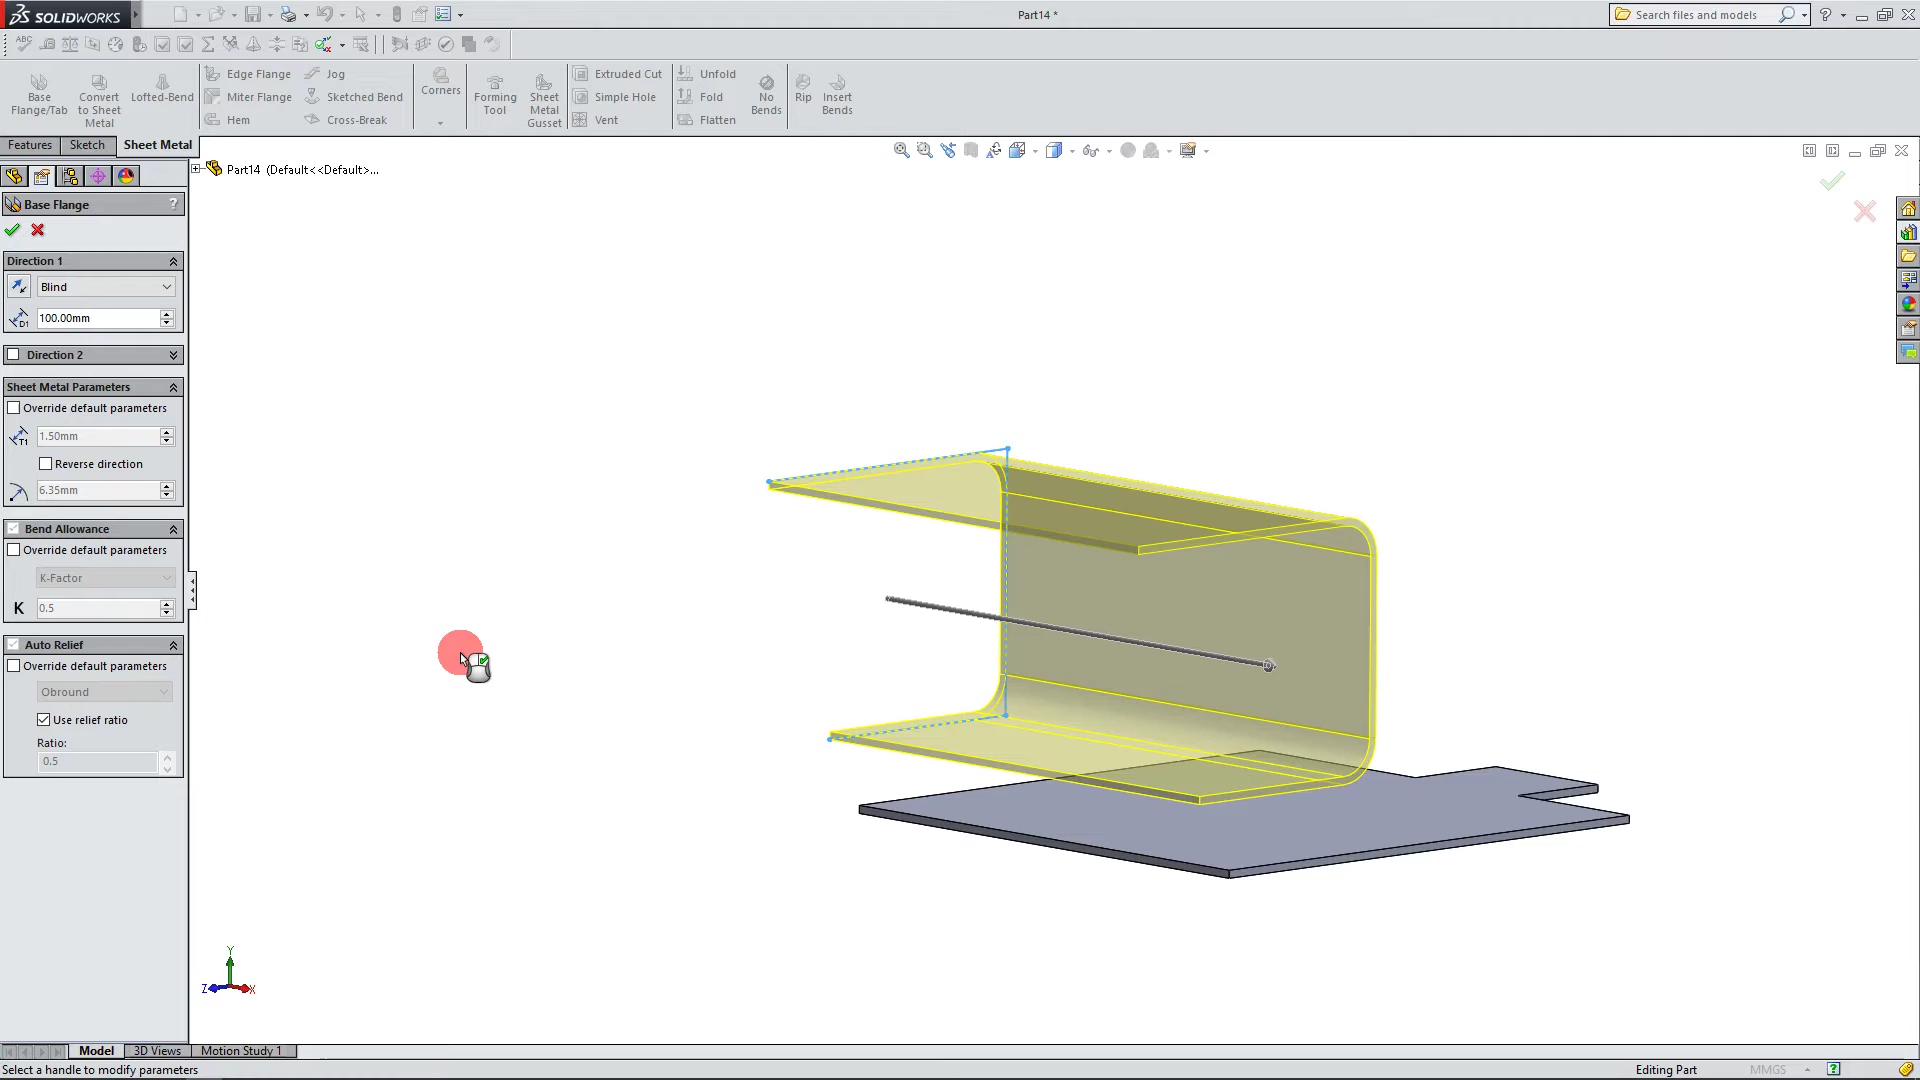 SOLIDWORKS
Part14 *
Search files and models
Base Flange/Tab
Convert to Sheet Metal
Lofted-Bend
Edge Flange
Miter Flange
Hem
Jog
Sketched Bend
Cross-Break
Corners
Forming Tool
Sheet Metal Gusset
Extruded Cut
Simple Hole
Vent
Unfold
Fold
Flatten
No Bends
Rip
Insert Bends
Features
Sketch
Sheet Metal
Part14 (Default<<Default>...
Base Flange
?
Direction 1
Blind
D1
100.00mm
Direction 2
Sheet Metal Parameters
Override default parameters
T1
1.50mm
Reverse direction
6.35mm
Bend Allowance
Override default parameters
K-Factor
K
0.5
Auto Relief
Override default parameters
Obround
Use relief ratio
Ratio:
0.5
Y
Z
X
Model
3D Views
Motion Study 1
Select a handle to modify parameters
Editing Part
MMGS
?